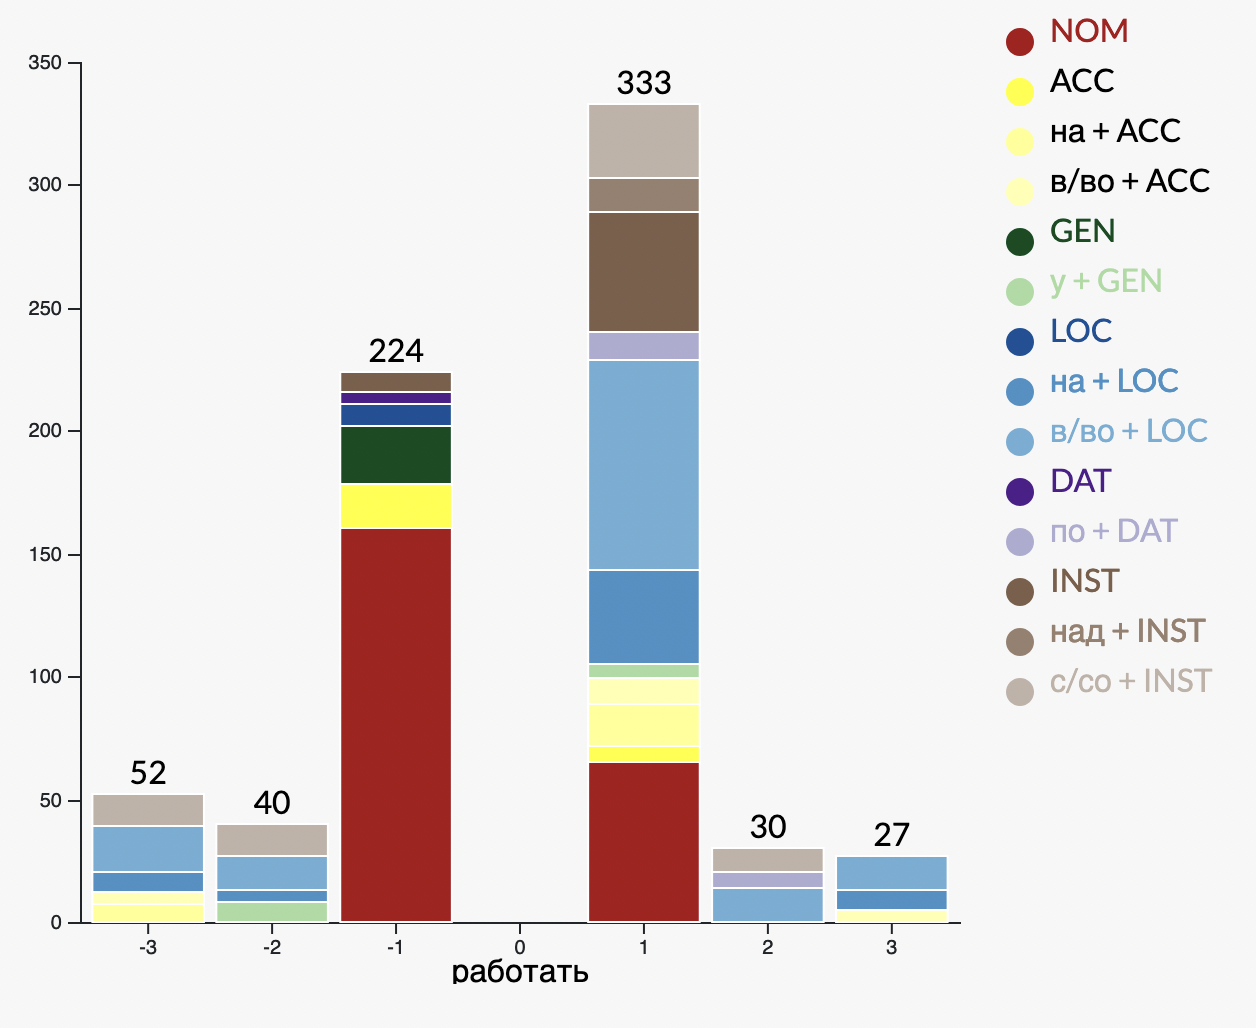 350
300
250
200
150
100
50
0
52
40
224
333
30
27
-3
-2
-1
0
1
2
3
работать
NOM
ACC
на + ACC
в/во + ACC
GEN
у + GEN
LOC
на + LOC
в/во + LOC
DAT
по + DAT
INST
над + INST
с/со + INST